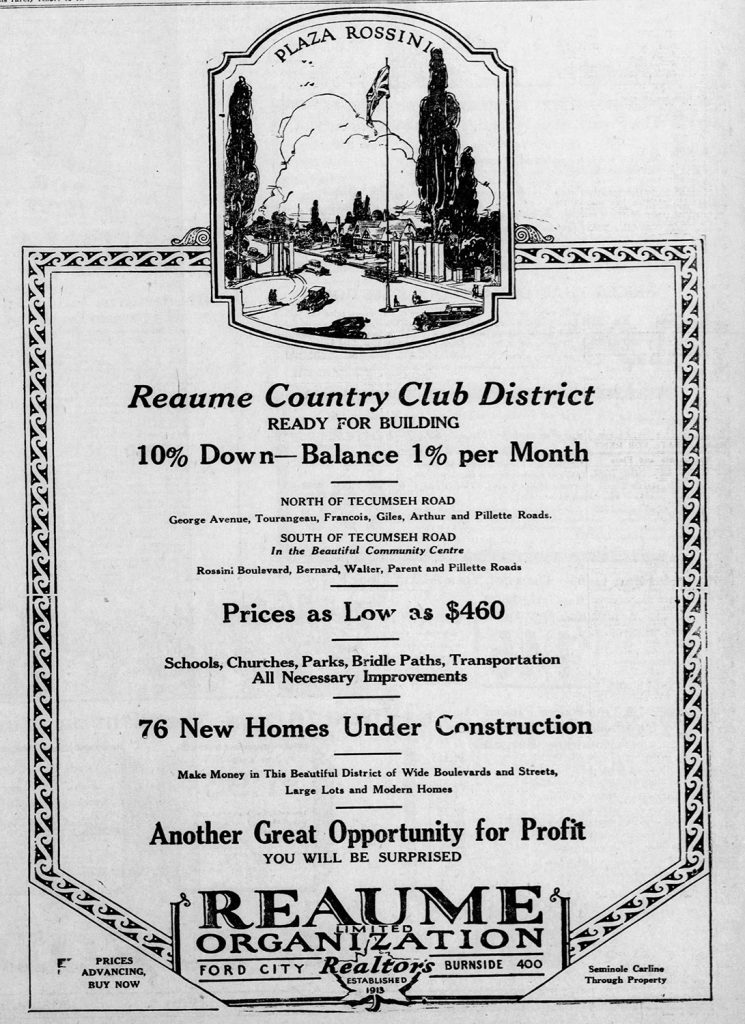 PLAZA ROSSINI
Reaume Country Club District
READY FOR BUILDING
10% Down—Balance 1% per Month
NORTH OF TECUMSEH ROAD
George Avenue, Tourangeau, Francois, Giles, Arthur and Pillette Roads.
SOUTH OF TECUMSEH ROAD
In the Beautiful Community Centre
Rossini Boulevard, Bernard, Walter, Parent and Pillette Roads
Prices as Low as $460
Schools, Churches, Parks, Bridle Paths, Transportation
All Necessary Improvements
76 New Homes Under Construction
Make Money in This Beautiful District of Wide Boulevards and Streets,
Large Lots and Modern Homes
Another Great Opportunity for Profit
YOU WILL BE SURPRISED
REAUME
LIMITED
ORGANIZATION
FORD CITY Realtors BURNSIDE 400
ESTABLISHED
1913
PRICES
ADVANCING,
BUY NOW
Seminole Carline
Through Property